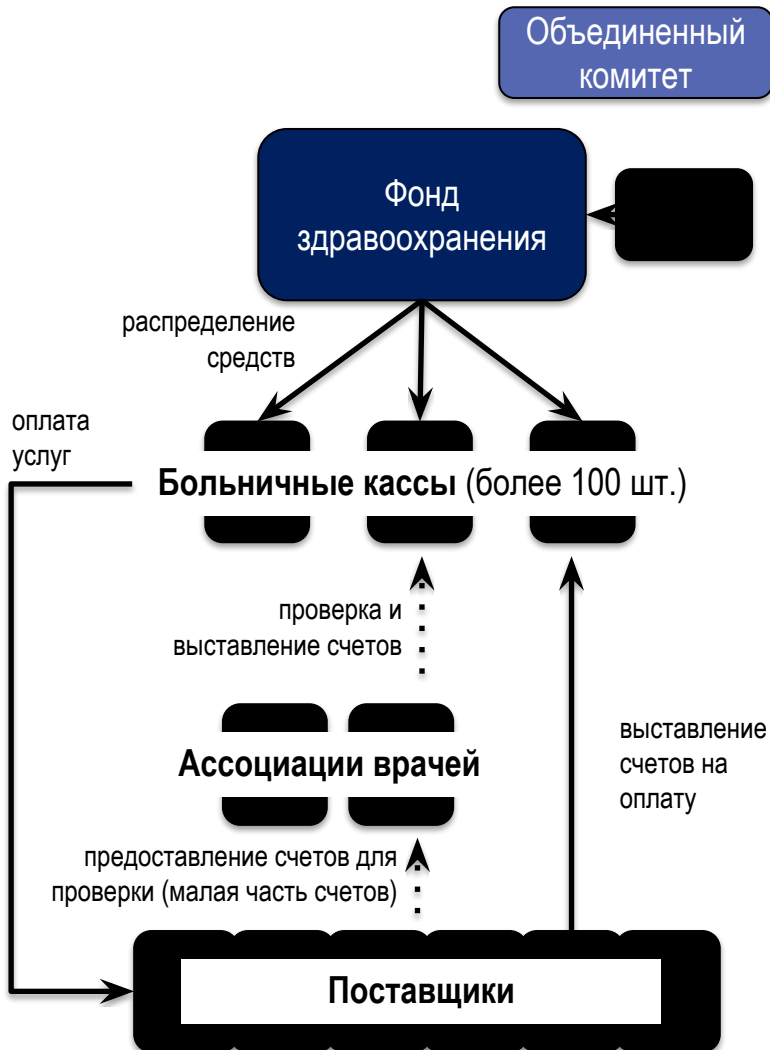 Объединенный
комитет
Фонд
здравоохранения
распределение
средств
оплата
услуг
Больничные кассы (более 100 шт.)
проверка и
выставление счетов
Ассоциации врачей
выставление
счетов на
оплату
предоставление счетов для
проверки (малая часть счетов)
Поставщики